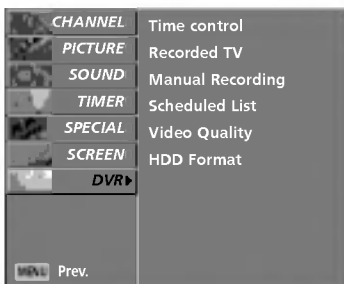 CHANNEL
PICTURE
SOUND
TIMER
SPECIAL
SCREEN
DVR
Time control
Recorded TV
Manual Recording
Scheduled List
Video Quality
HDD Format
MENU Prev.